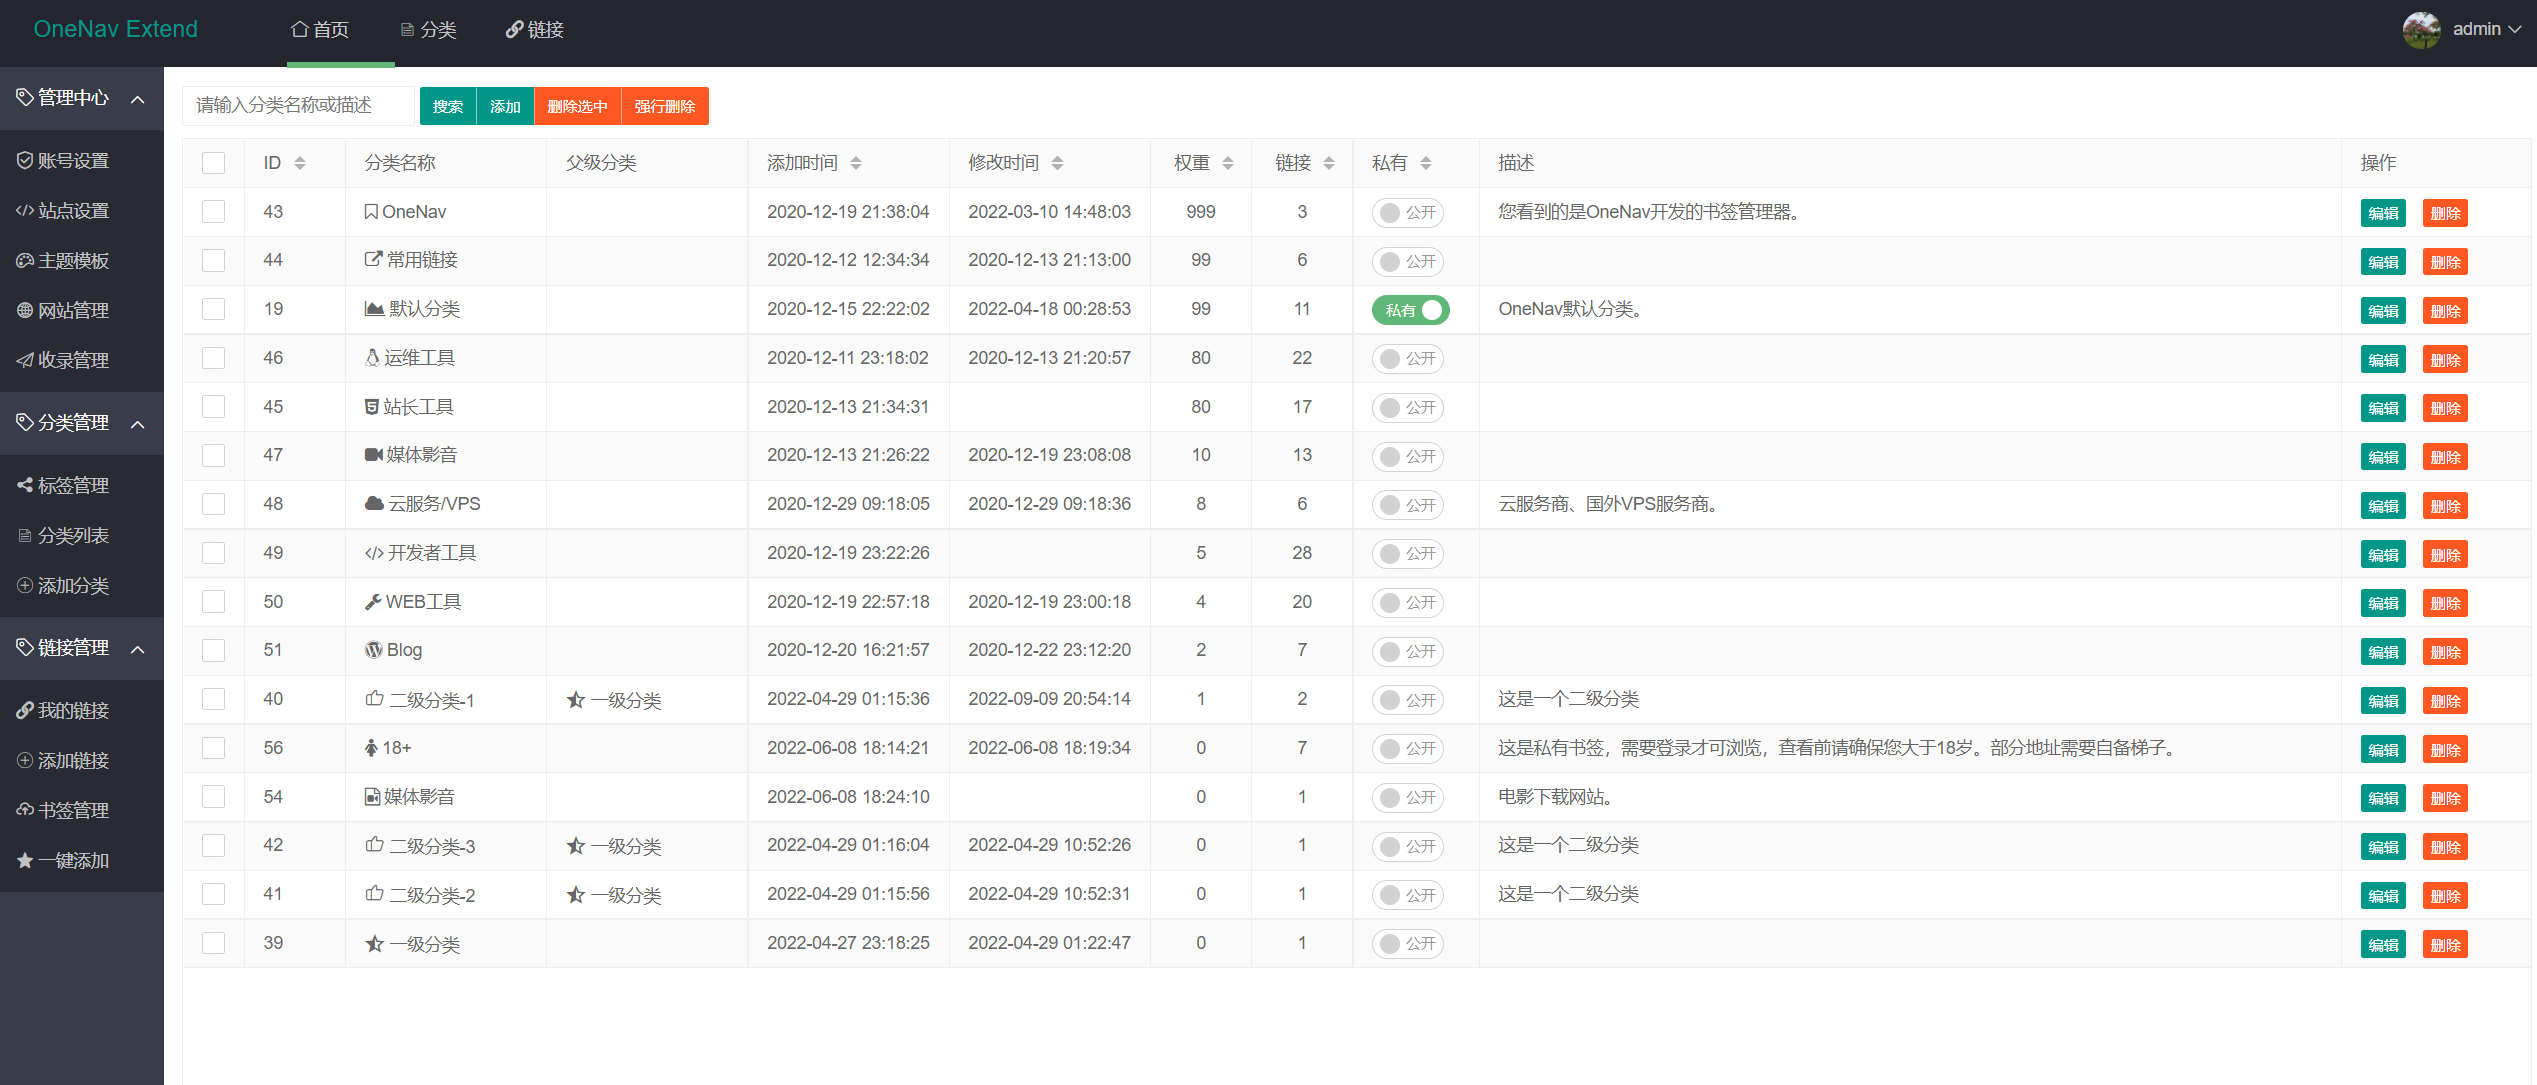 OneNav Extend 首页 分类 链接 admin
管理中心
账号设置
站点设置
主题模板
网站管理
收录管理
分类管理
标签管理
分类列表
添加分类
链接管理
我的链接
添加链接
书签管理
一键添加
请输入分类名称或描述 搜索 添加 删除选中 强行删除
ID 分类名称 父级分类 添加时间 修改时间 权重 链接 私有 描述 操作
43 OneNav 2020-12-19 21:38:04 2022-03-10 14:48:03 999 3 公开 您看到的是OneNav开发的书签管理器。 编辑 删除
44 常用链接 2020-12-12 12:34:34 2020-12-13 21:13:00 99 6 公开 编辑 删除
19 默认分类 2020-12-15 22:22:02 2022-04-18 00:28:53 99 11 私有 OneNav默认分类。 编辑 删除
46 运维工具 2020-12-11 23:18:02 2020-12-13 21:20:57 80 22 公开 编辑 删除
45 站长工具 2020-12-13 21:34:31 80 17 公开 编辑 删除
47 媒体影音 2020-12-13 21:26:22 2020-12-19 23:08:08 10 13 公开 编辑 删除
48 云服务/VPS 2020-12-29 09:18:05 2020-12-29 09:18:36 8 6 公开 云服务商、国外VPS服务商。 编辑 删除
49 开发者工具 2020-12-19 23:22:26 5 28 公开 编辑 删除
50 WEB工具 2020-12-19 22:57:18 2020-12-19 23:00:18 4 20 公开 编辑 删除
51 Blog 2020-12-20 16:21:57 2020-12-22 23:12:20 2 7 公开 编辑 删除
40 二级分类-1 一级分类 2022-04-29 01:15:36 2022-09-09 20:54:14 1 2 公开 这是一个二级分类 编辑 删除
56 18+ 2022-06-08 18:14:21 2022-06-08 18:19:34 0 7 公开 这是私有书签，需要登录才可浏览，查看前请确保您大于18岁。部分地址需要自备梯子。 编辑 删除
54 媒体影音 2022-06-08 18:24:10 0 1 公开 电影下载网站。 编辑 删除
42 二级分类-3 一级分类 2022-04-29 01:16:04 2022-04-29 10:52:26 0 1 公开 这是一个二级分类 编辑 删除
41 二级分类-2 一级分类 2022-04-29 01:15:56 2022-04-29 10:52:31 0 1 公开 这是一个二级分类 编辑 删除
39 一级分类 2022-04-27 23:18:25 2022-04-29 01:22:47 0 1 公开 编辑 删除